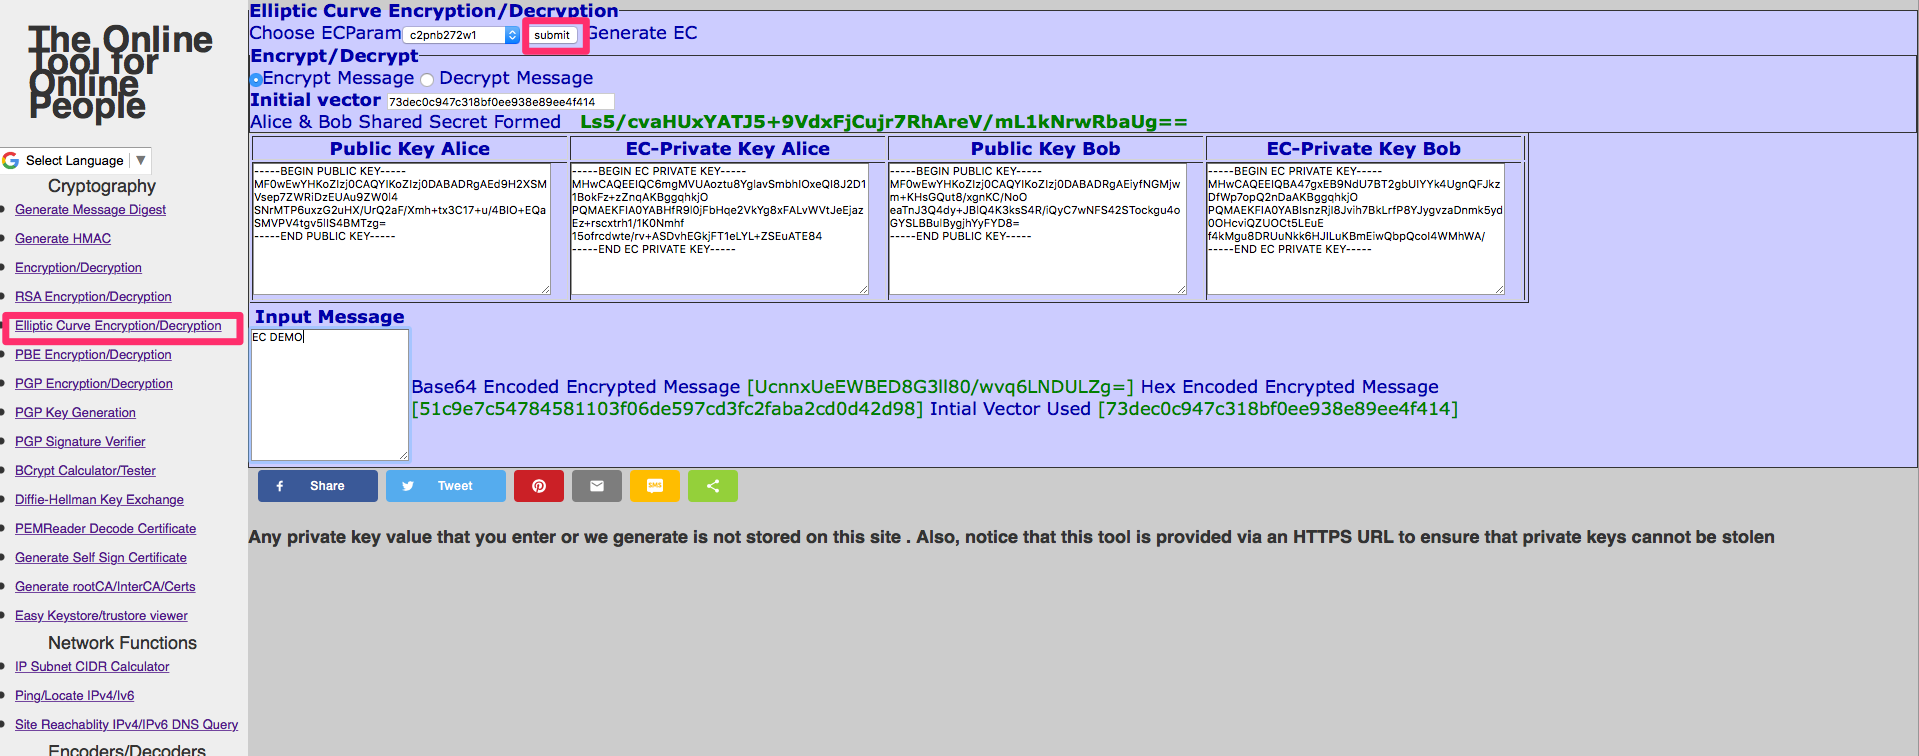 The Online
Tool for
Online
People
Select Language
Cryptography
Generate Message Digest
Generate HMAC
Encryption/Decryption
RSA Encryption/Decryption
Elliptic Curve Encryption/Decryption
PBE Encryption/Decryption
PGP Encryption/Decryption
PGP Key Generation
PGP Signature Verifier
BCrypt Calculator/Tester
Diffie-Hellman Key Exchange
PEMReader Decode Certificate
Generate Self Sign Certificate
Generate rootCA/InterCA/Certs
Easy Keystore/trustore viewer
Network Functions
IP Subnet CIDR Calculator
Ping/Locate IPv4/Iv6
Site Reachablity IPv4/IPv6 DNS Query
Encoders/Decoders
Elliptic Curve Encryption/Decryption
Choose ECParam c2pnb272w1 submit Generate EC
Encrypt/Decrypt
Encrypt Message Decrypt Message
Initial vector 73dec0c947c318bf0ee938e89ee4f414
Alice & Bob Shared Secret Formed Ls5/cvaHUxYATJ5+9VdxFjCujr7RhAreV/mL1kNrwRbaUg==
Public Key Alice
-----BEGIN PUBLIC KEY-----
MF0wEwYHKoZIzj0CAQYIKoZIzj0DABADRgAEd9H2XSM
Vsep7ZWRiDzEUAu9ZW0l4
SNrMTP6uxzG2uHX/UrQ2aF/Xmh+tx3C17+u/4BIO+EQa
SMVPV4tgv5lIS4BMTzg=
-----END PUBLIC KEY-----
EC-Private Key Alice
-----BEGIN EC PRIVATE KEY-----
MHwCAQEEIQC6mgMVUAoztu8YglavSmbhIOxeQI8J2D1
1BokFz+zZnqAKBggqhkjO
PQMAEKFIA0YABHfR9l0jFbHqe2VkYg8xFALvWVtJeEjaz
Ez+rscxtrh1/1K0Nmhf
15ofrcdwte/rv+ASDvhEGkjFT1eLYL+ZSEuATE84
-----END EC PRIVATE KEY-----
Public Key Bob
-----BEGIN PUBLIC KEY-----
MF0wEwYHKoZIzj0CAQYIKoZIzj0DABADRgAEiyfNGMjw
m+KHsGQut8/xgnKC/NoO
eaTnJ3Q4dy+JBlQ4K3ksS4R/iQyC7wNFS42STockgu4o
GYSLBBulBygjhYyFYD8=
-----END PUBLIC KEY-----
EC-Private Key Bob
-----BEGIN EC PRIVATE KEY-----
MHwCAQEEIQBA47gxEB9NdU7BT2gbUIYYk4UgnQFJkz
DfWp7opQ2nDaAKBggqhkjO
PQMAEKFIA0YABIsnzRjI8Jvih7BkLrfP8YJygvzaDnmk5yd
0OHcviQZUOCt5LEuE
f4kMgu8DRUuNkk6HJILuKBmEiwQbpQcoI4WMhWA/
-----END EC PRIVATE KEY-----
Input Message
EC DEMO
Base64 Encoded Encrypted Message [UcnnxUeEWBED8G3ll80/wvq6LNDULZg=] Hex Encoded Encrypted Message
[51c9e7c54784581103f06de597cd3fc2faba2cd0d42d98] Intial Vector Used [73dec0c947c318bf0ee938e89ee4f414]
Share
Tweet
SMS
Any private key value that you enter or we generate is not stored on this site . Also, notice that this tool is provided via an HTTPS URL to ensure that private keys cannot be stolen